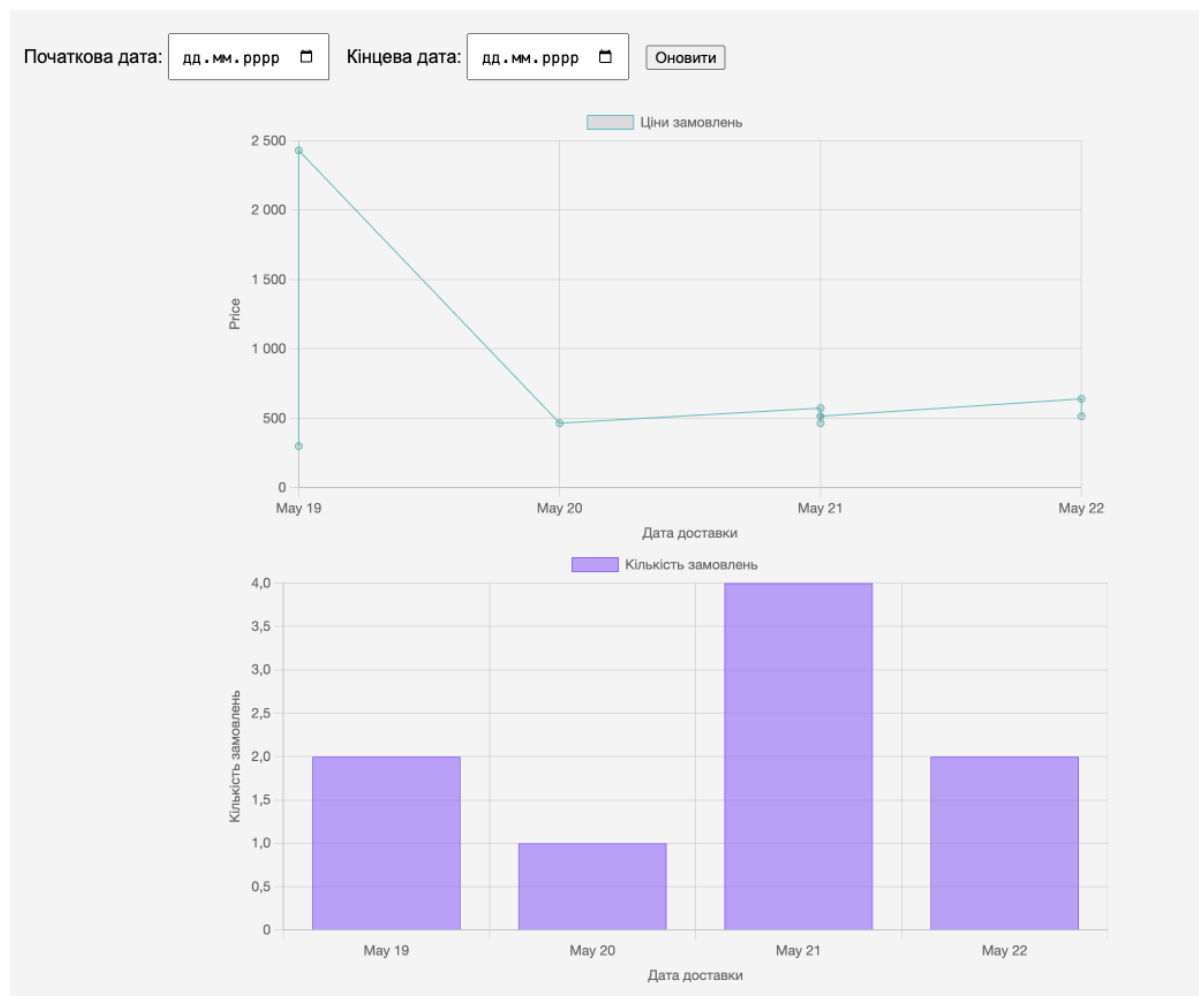 Початкова дата: дд.мм.рррр Кінцева дата: дд.мм.рррр Оновити
Ціни замовлень
2 500
2 000
1 500
1 000
500
0
Price
May 19 May 20 May 21 May 22
Дата доставки
Кількість замовлень
4,0
3,5
3,0
2,5
2,0
1,5
1,0
0,5
0
Кількість замовлень
May 19 May 20 May 21 May 22
Дата доставки